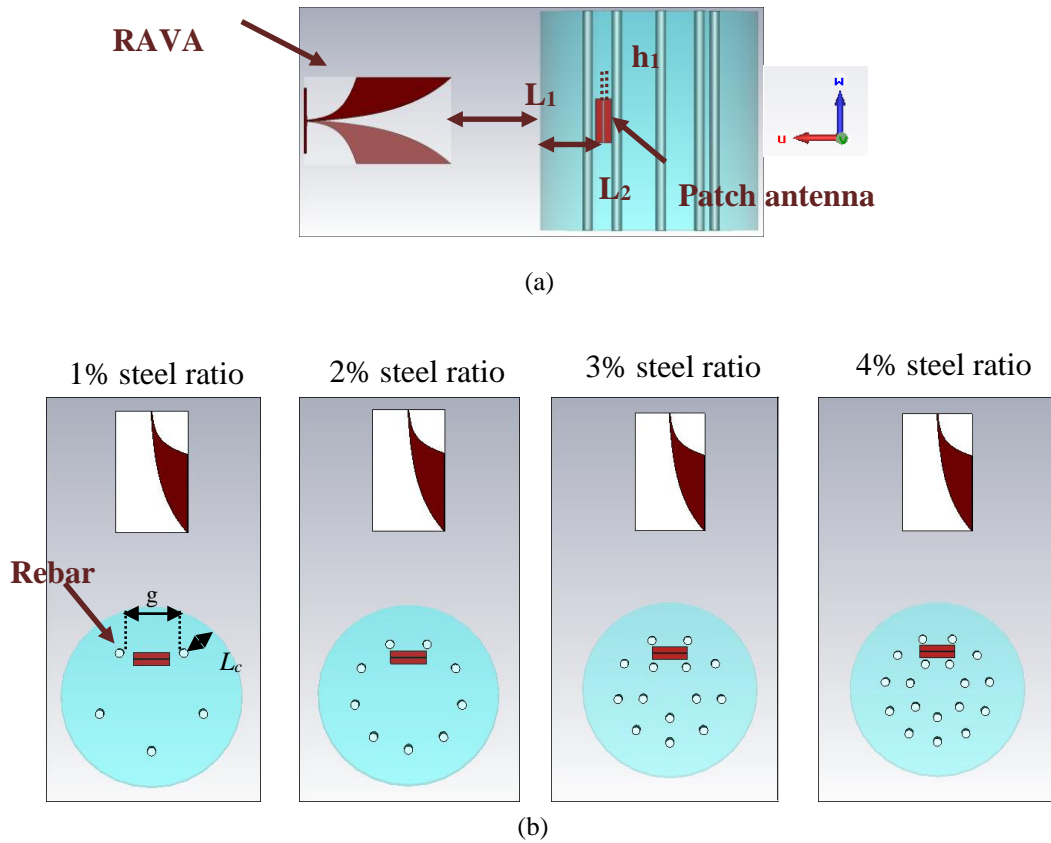 RAVA
h1
L1
L2
Patch antenna
w
u
(a)
1% steel ratio
2% steel ratio
3% steel ratio
4% steel ratio
Rebar
g
Lc
(b)